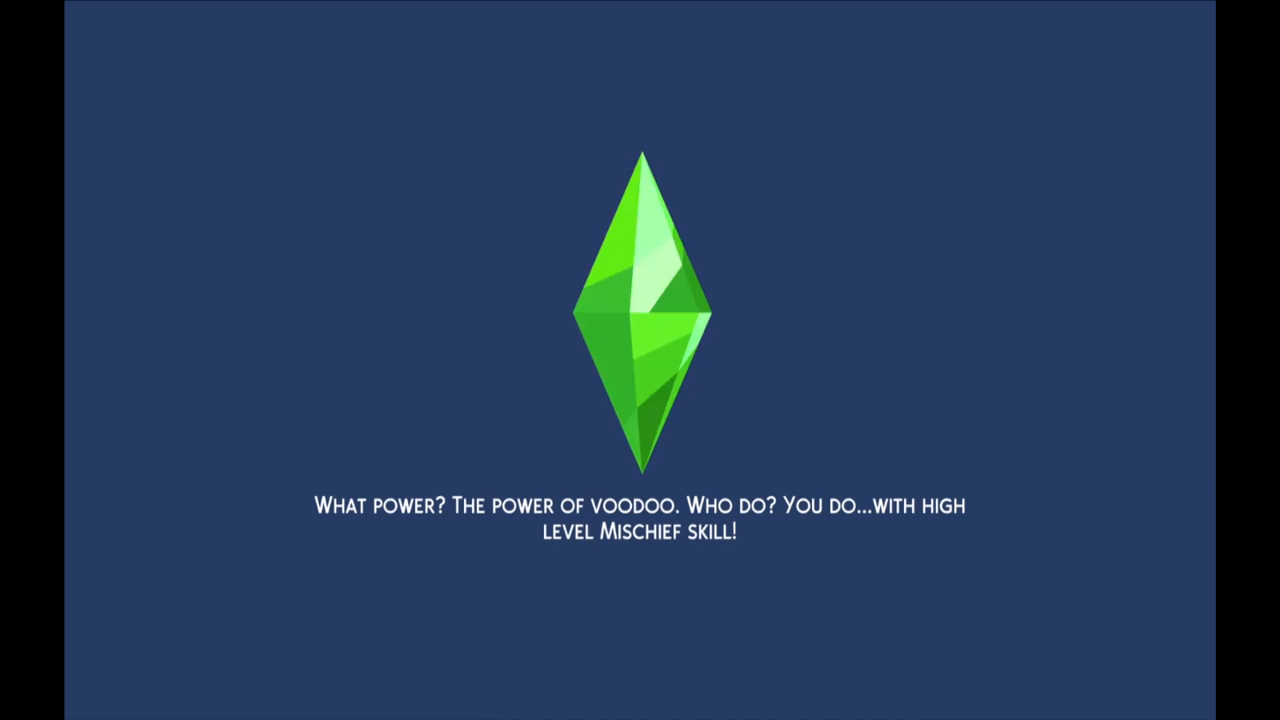 What power? The power of voodoo. Who do? You do...with high
level Mischief skill!